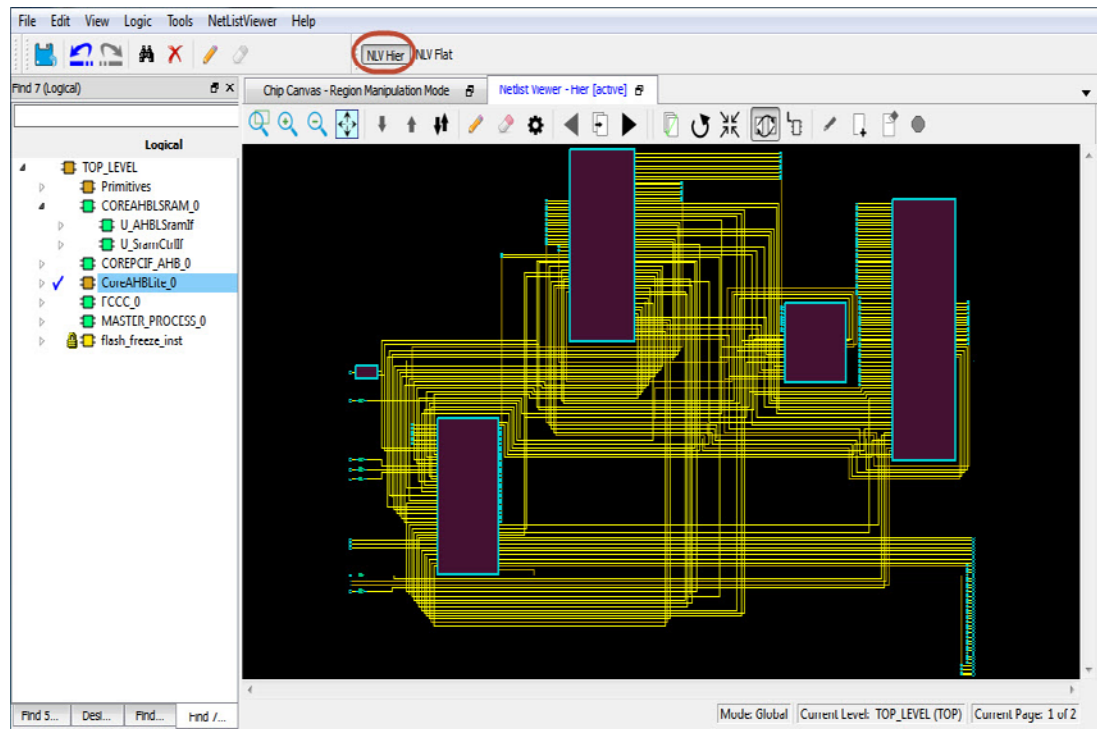 File Edit View Logic Tools NetListViewer Help
NLV Hier NLV Flat
Find 7 (Logical)
Chip Canvas - Region Manipulation Mode
Netlist Viewer - Hier [active]
Logical
TOP_LEVEL
Primitives
COREAHBLSRAM_0
U_AHBLSramIf
U_SramCtrlIf
COREPCIF_AHB_0
CoreAHBLite_0
FCCC_0
MASTER_PROCESS_0
flash_freeze_inst
Find 5... Desi... Find... Find 7...
Mode: Global Current Level: TOP_LEVEL (TOP) Current Page: 1 of 2